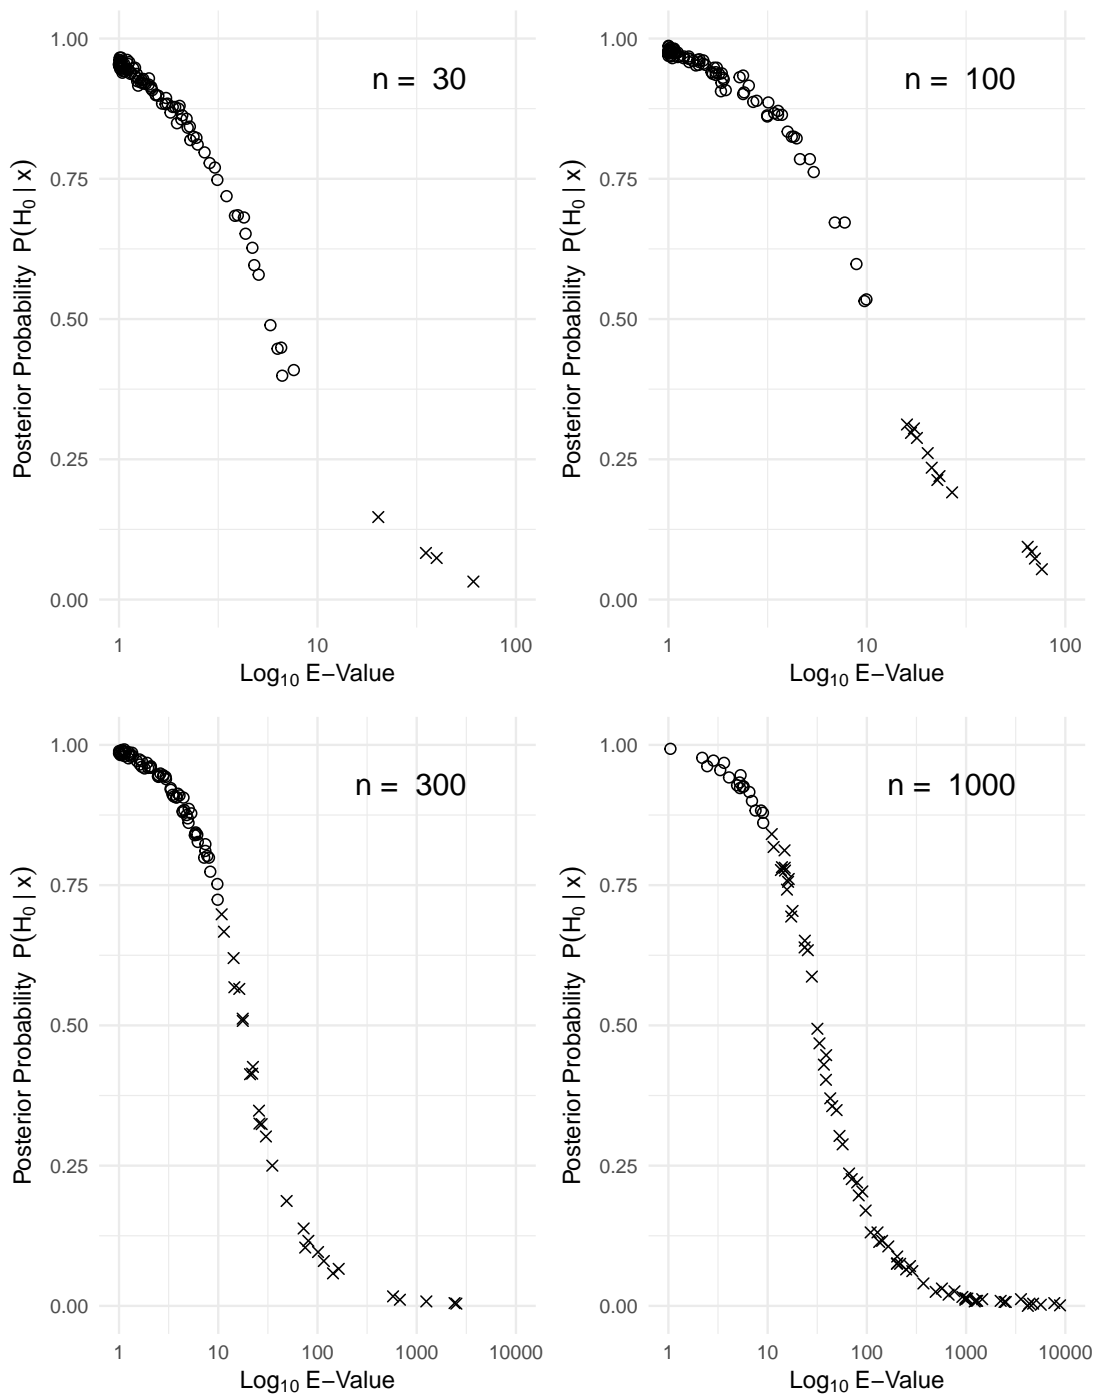 n = 30
1.00
0.75
0.50
0.25
0.00
Posterior Probability P(H₀ | x)
1 10 100
Log₁₀ E−Value
n = 100
1.00
0.75
0.50
0.25
0.00
Posterior Probability P(H₀ | x)
1 10 100
Log₁₀ E−Value
n = 300
1.00
0.75
0.50
0.25
0.00
Posterior Probability P(H₀ | x)
1 10 100 1000 10000
Log₁₀ E−Value
n = 1000
1.00
0.75
0.50
0.25
0.00
Posterior Probability P(H₀ | x)
1 10 100 1000 10000
Log₁₀ E−Value